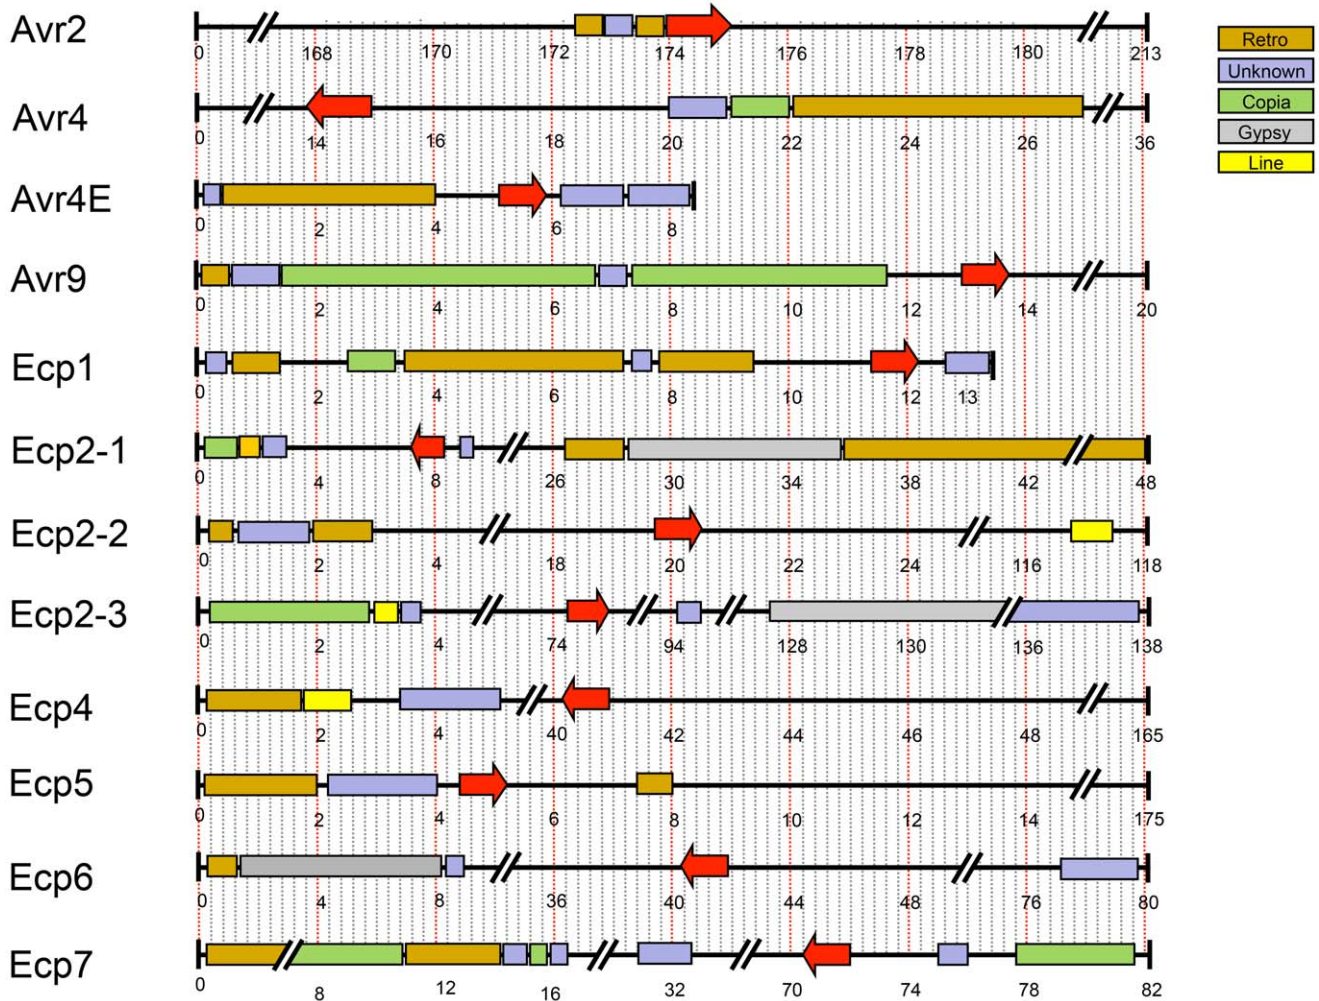 Avr2
0 168 170 172 174 176 178 180 213
Retro
Unknown
Copia
Gypsy
Line
Avr4
0 14 16 18 20 22 24 26 36
Avr4E
0 2 4 6 8
Avr9
0 2 4 6 8 10 12 14 20
Ecp1
0 2 4 6 8 10 12 13
Ecp2-1
0 4 8 26 30 34 38 42 48
Ecp2-2
0 2 4 18 20 22 24 116 118
Ecp2-3
0 2 4 74 94 128 130 136 138
Ecp4
0 2 4 40 42 44 46 48 165
Ecp5
0 2 4 6 8 10 12 14 175
Ecp6
0 4 8 36 40 44 48 76 80
Ecp7
0 8 12 16 32 70 74 78 82